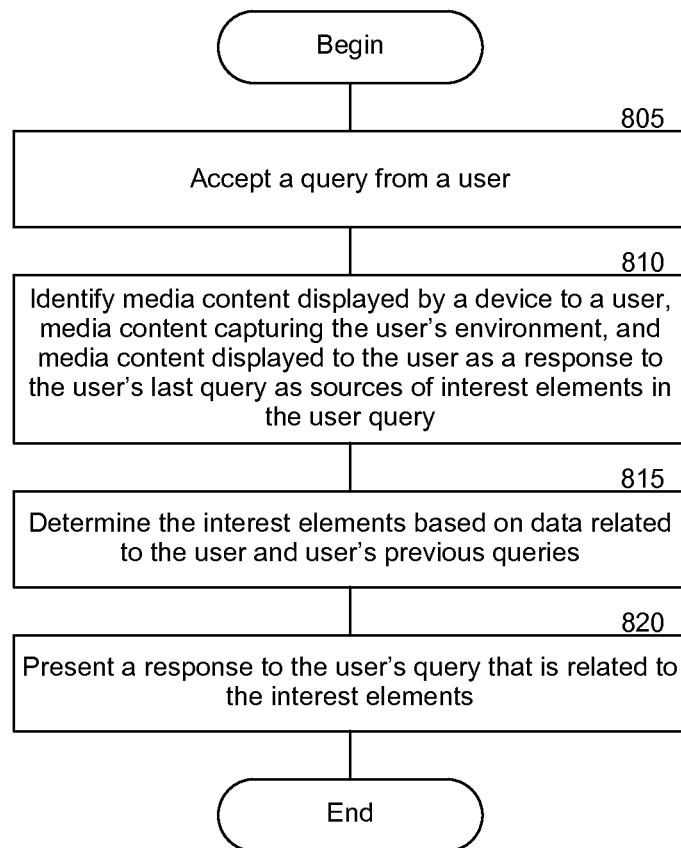 Begin
805
Accept a query from a user
810
Identify media content displayed by a device to a user,
media content capturing the user's environment, and
media content displayed to the user as a response to
the user's last query as sources of interest elements in
the user query
815
Determine the interest elements based on data related
to the user and user's previous queries
820
Present a response to the user's query that is related to
the interest elements
End